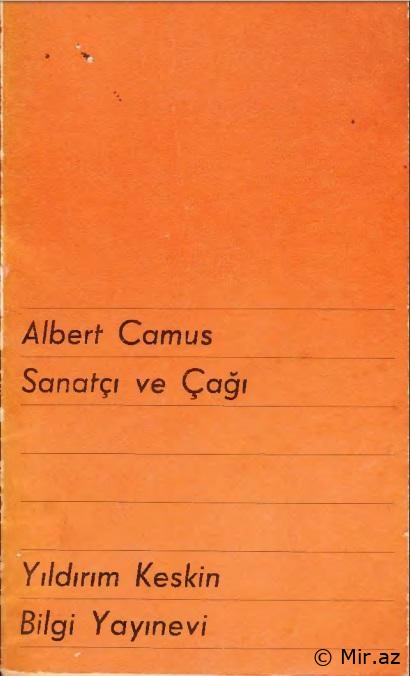 Albert Camus
Sanatçı ve Çağı
Yıldırım Keskin
Bilgi Yayınevi
© Mir.az